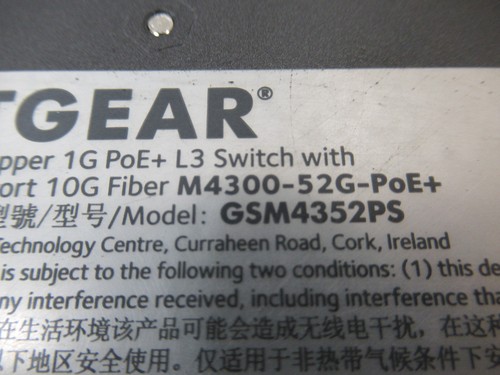 TGEAR®
pper 1G PoE+ L3 Switch with
ort 10G Fiber M4300-52G-PoE+
型號/型号/Model: GSM4352PS
Technology Centre, Curraheen Road, Cork, Ireland
is subject to the following two conditions: (1) this de
ny interference received, including interference tha
在生活环境该产品可能会造成无线电干扰，在这种
以下地区安全使用。仅适用于非热带气候条件下安